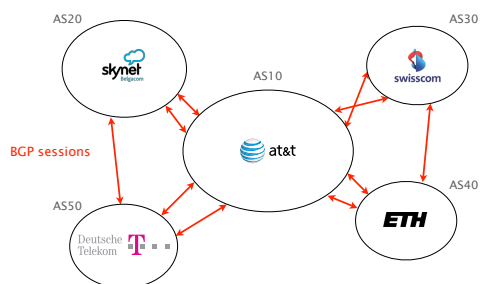 AS20
AS30
skynet
Belgacom
swisscom
AS10
at&t
BGP sessions
AS40
ETH
AS50
Deutsche
Telekom
T